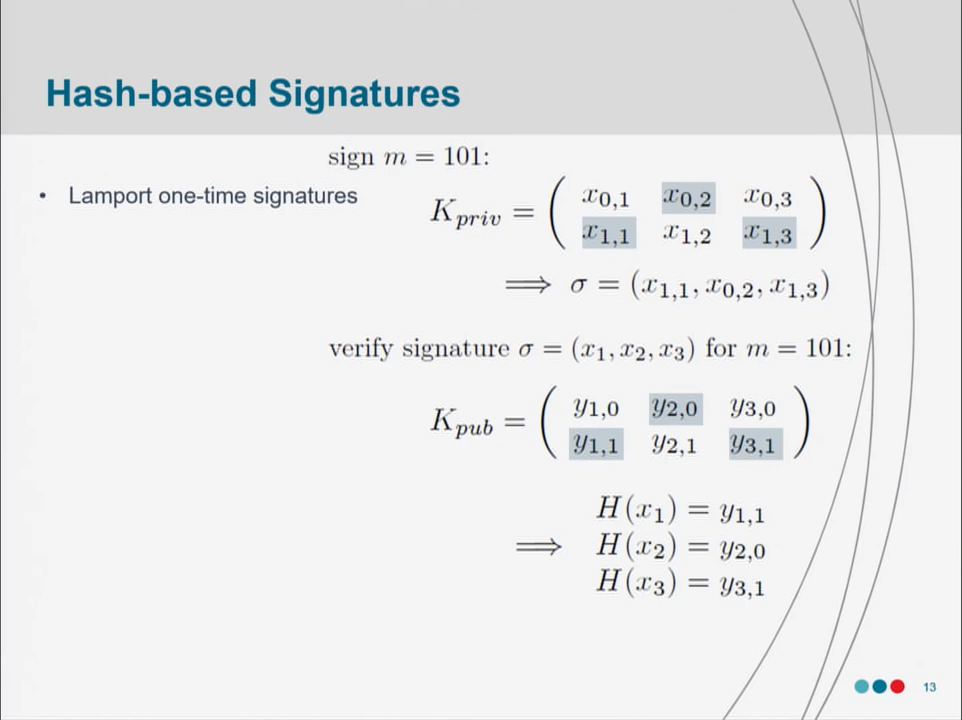 Hash-based Signatures
sign m = 101:
• Lamport one-time signatures
K_priv = ( x_{0,1} x_{0,2} x_{0,3}
x_{1,1} x_{1,2} x_{1,3} )
⟹ σ = (x_{1,1}, x_{0,2}, x_{1,3})
verify signature σ = (x_1, x_2, x_3) for m = 101:
K_pub = ( y_{1,0} y_{2,0} y_{3,0}
y_{1,1} y_{2,1} y_{3,1} )
H(x_1) = y_{1,1}
⟹ H(x_2) = y_{2,0}
H(x_3) = y_{3,1}
13